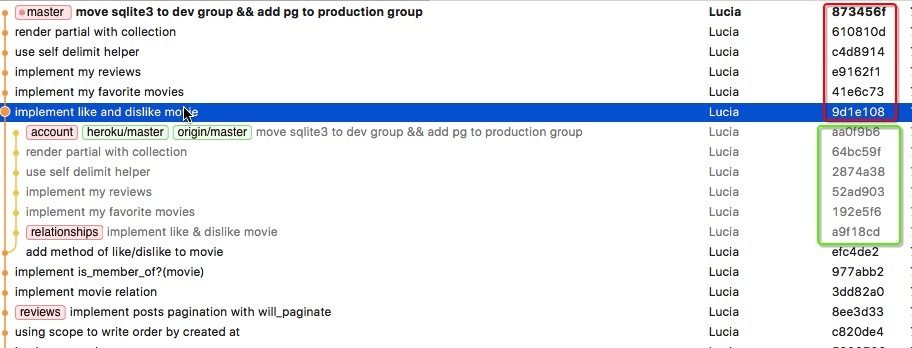 master move sqlite3 to dev group && add pg to production group Lucia 873456f
render partial with collection Lucia 610810d
use self delimit helper Lucia c4d8914
implement my reviews Lucia e9162f1
implement my favorite movies Lucia 41e6c73
implement like and dislike movie Lucia 9d1e108
account heroku/master origin/master move sqlite3 to dev group && add pg to production group Lucia aa0f9b6
render partial with collection Lucia 64bc59f
use self delimit helper Lucia 2874a38
implement my reviews Lucia 52ad903
implement my favorite movies Lucia 192e5f6
relationships implement like & dislike movie Lucia a9f18cd
add method of like/dislike to movie Lucia efc4de2
implement is_member_of?(movie) Lucia 977abb2
implement movie relation Lucia 3dd82a0
reviews implement posts pagination with will_paginate Lucia 8ee3d33
using scope to write order by created at Lucia c820de4